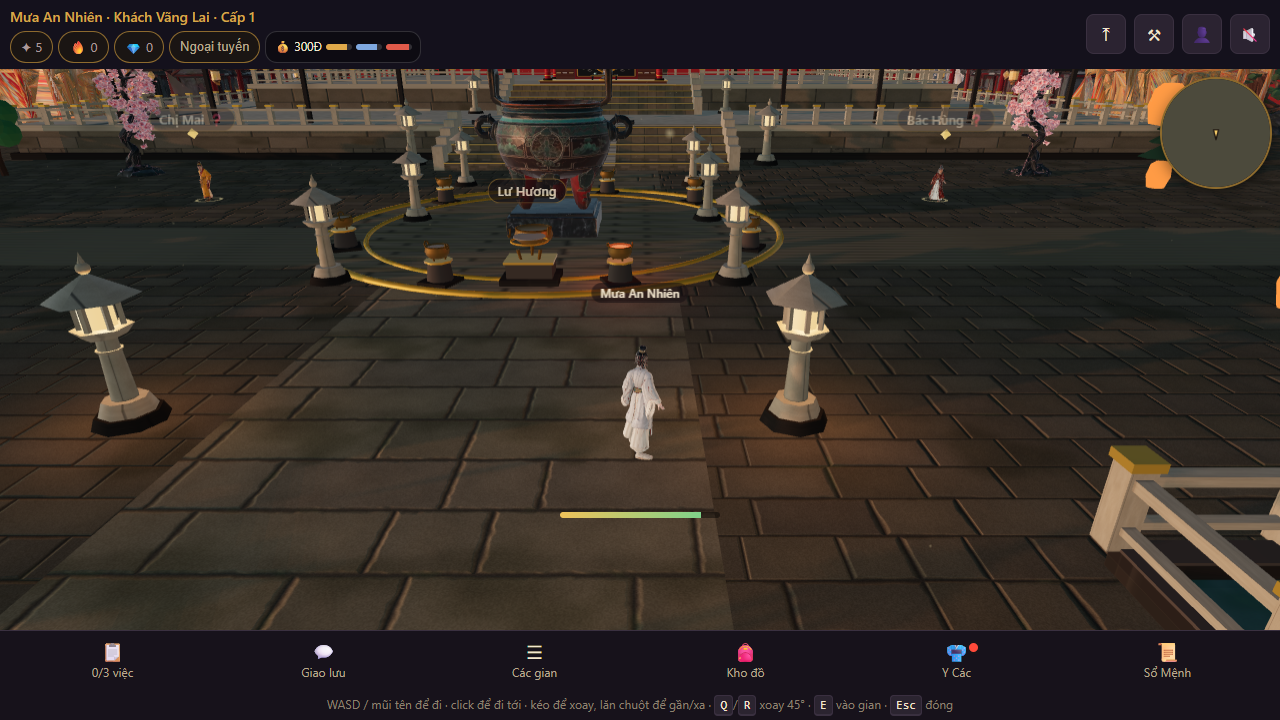 Mưa An Nhiên · Khách Vãng Lai · Cấp 1
5
0
0
Ngoại tuyến
300Đ
Chị Mai
Bác Hùng
Lư Hương
Mưa An Nhiên
0/3 việc
Giao lưu
Các gian
Kho đồ
Y Các
Sổ Mệnh
WASD / mũi tên để đi · click để đi tới · kéo để xoay, lăn chuột để gần/xa · Q / R xoay 45° · E vào gian · Esc đóng